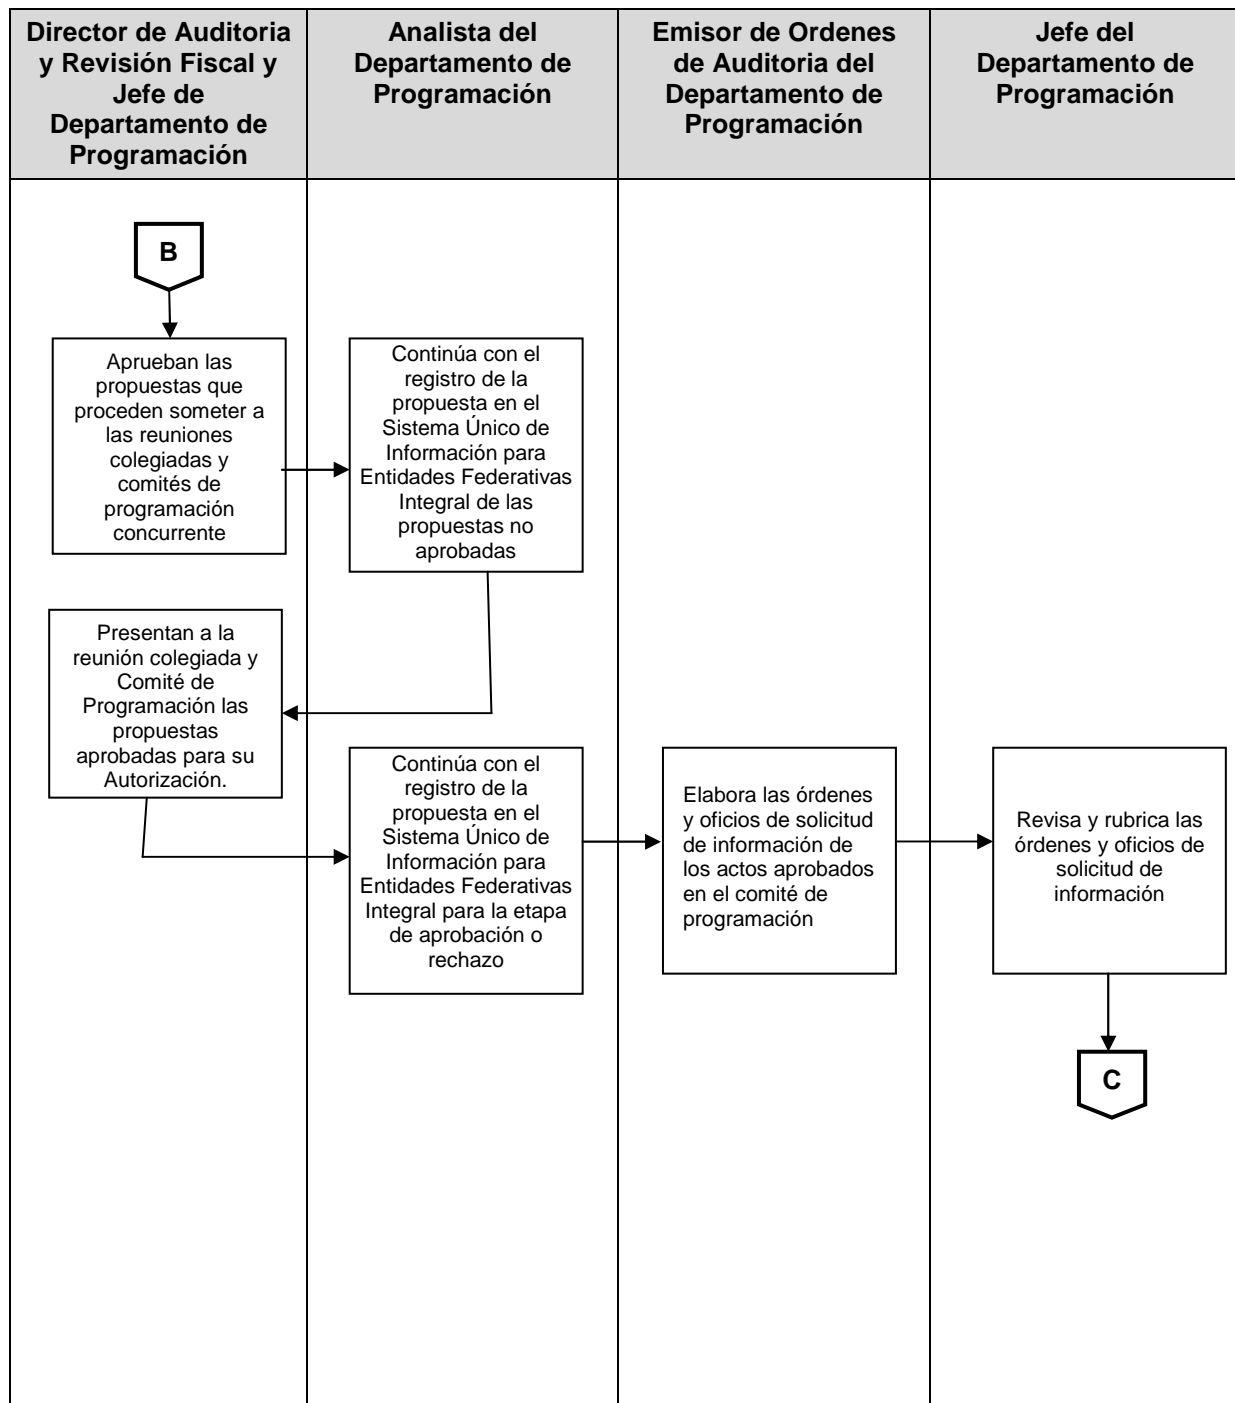 Director de Auditoria
y Revisión Fiscal y
Jefe de
Departamento de
Programación
Analista del
Departamento de
Programación
Emisor de Ordenes
de Auditoria del
Departamento de
Programación
Jefe del
Departamento de
Programación
B
Aprueban las
propuestas que
proceden someter a
las reuniones
colegiadas y
comités de
programación
concurrente
Continúa con el
registro de la
propuesta en el
Sistema Único de
Información para
Entidades Federativas
Integral de las
propuestas no
aprobadas
Presentan a la
reunión colegiada y
Comité de
Programación las
propuestas
aprobadas para su
Autorización.
Continúa con el
registro de la
propuesta en el
Sistema Único de
Información para
Entidades Federativas
Integral para la etapa
de aprobación o
rechazo
Elabora las órdenes
y oficios de solicitud
de información de
los actos aprobados
en el comité de
programación
Revisa y rubrica las
órdenes y oficios de
solicitud de
información
C